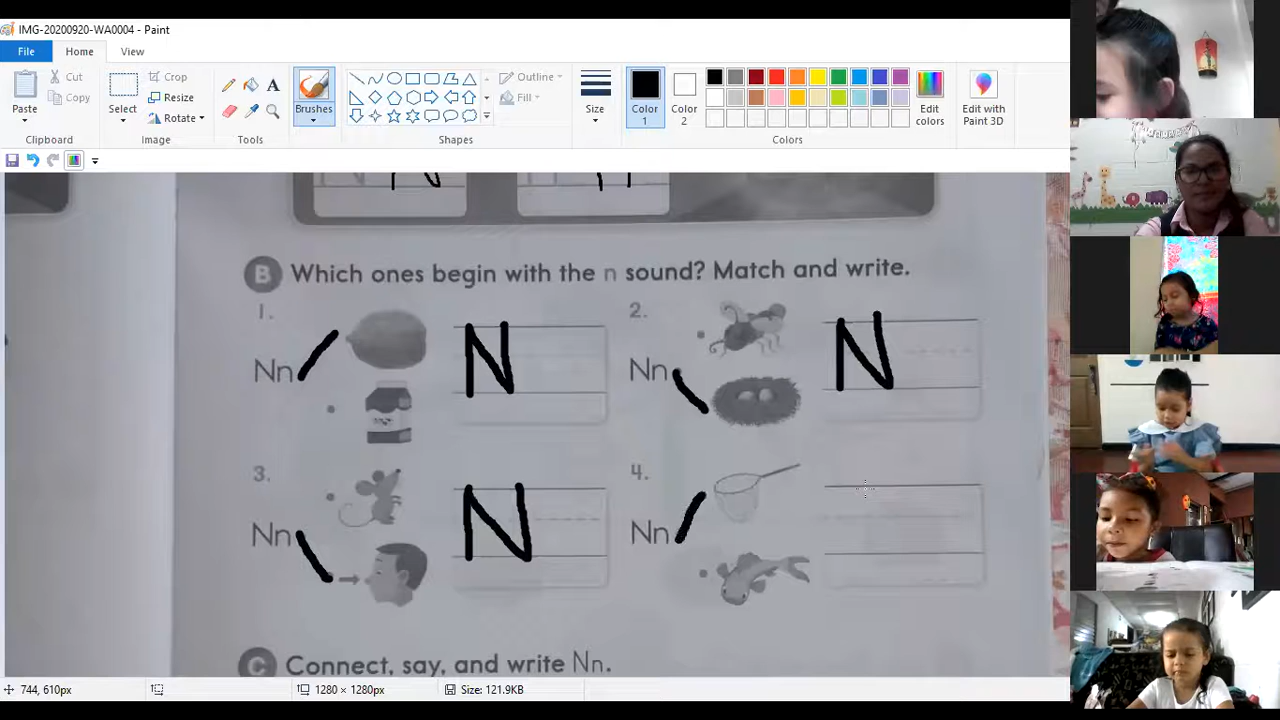 IMG-20200920-WA0004 - Paint
File Home View
Paste
Cut
Copy
Clipboard
Select
Crop
Resize
Rotate
Image
Tools
Brushes
Outline
Fill
Shapes
Size
Color 1
Color 2
Edit colors
Edit with Paint 3D
Colors
N n
B Which ones begin with the n sound? Match and write.
1.
Nn N
2.
Nn N
3.
Nn N
4.
Nn
C Connect, say, and write Nn.
744, 610px
1280 × 1280px
Size: 121.9KB